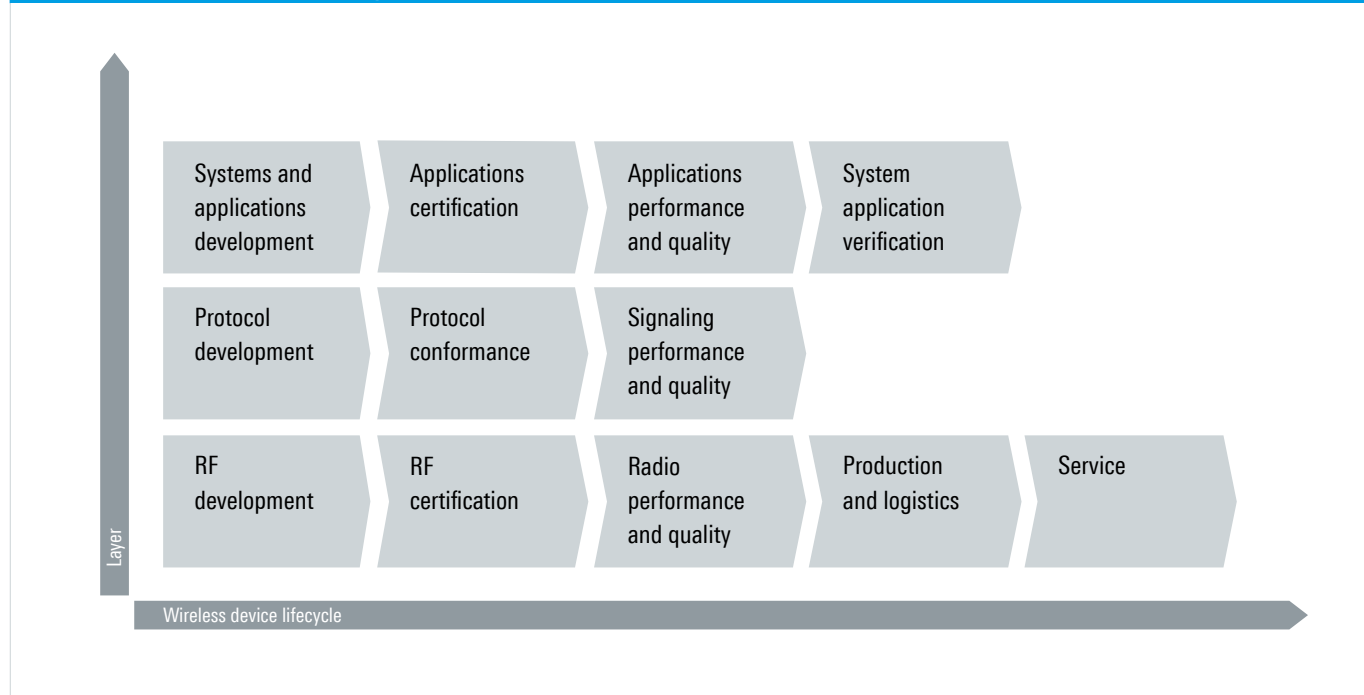 Systems and
applications
development
Applications
certification
Applications
performance
and quality
System
application
verification
Protocol
development
Protocol
conformance
Signaling
performance
and quality
RF
development
RF
certification
Radio
performance
and quality
Production
and logistics
Service
Layer
Wireless device lifecycle